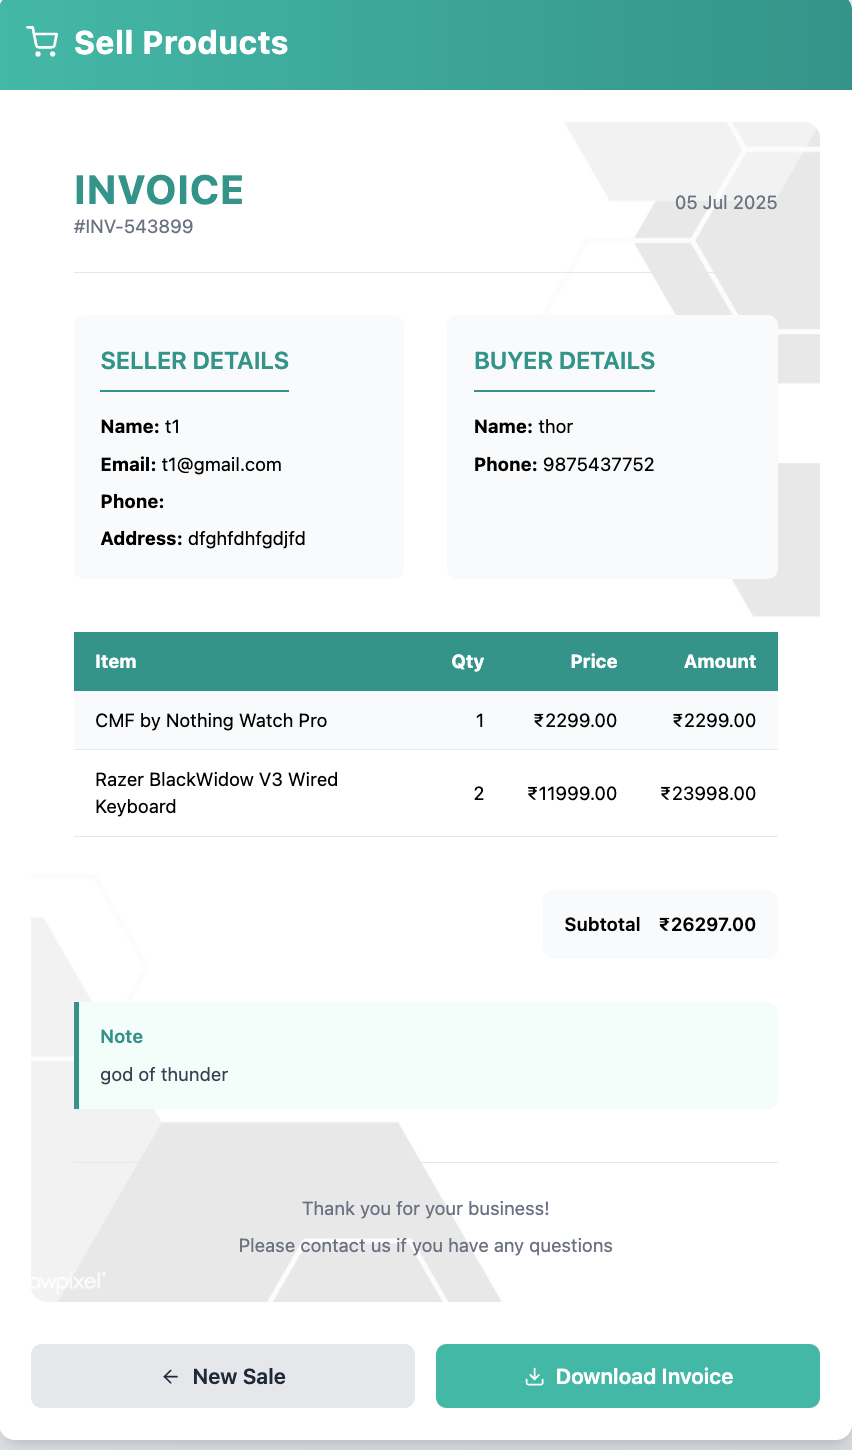 Sell Products
INVOICE
#INV-543899
05 Jul 2025
SELLER DETAILS
Name: t1
Email: t1@gmail.com
Phone:
Address: dfghfdhfgdjfd
BUYER DETAILS
Name: thor
Phone: 9875437752
Item Qty Price Amount
CMF by Nothing Watch Pro 1 ₹2299.00 ₹2299.00
Razer BlackWidow V3 Wired
Keyboard 2 ₹11999.00 ₹23998.00
Subtotal ₹26297.00
Note
god of thunder
Thank you for your business!
Please contact us if you have any questions
awpixel
New Sale
Download Invoice